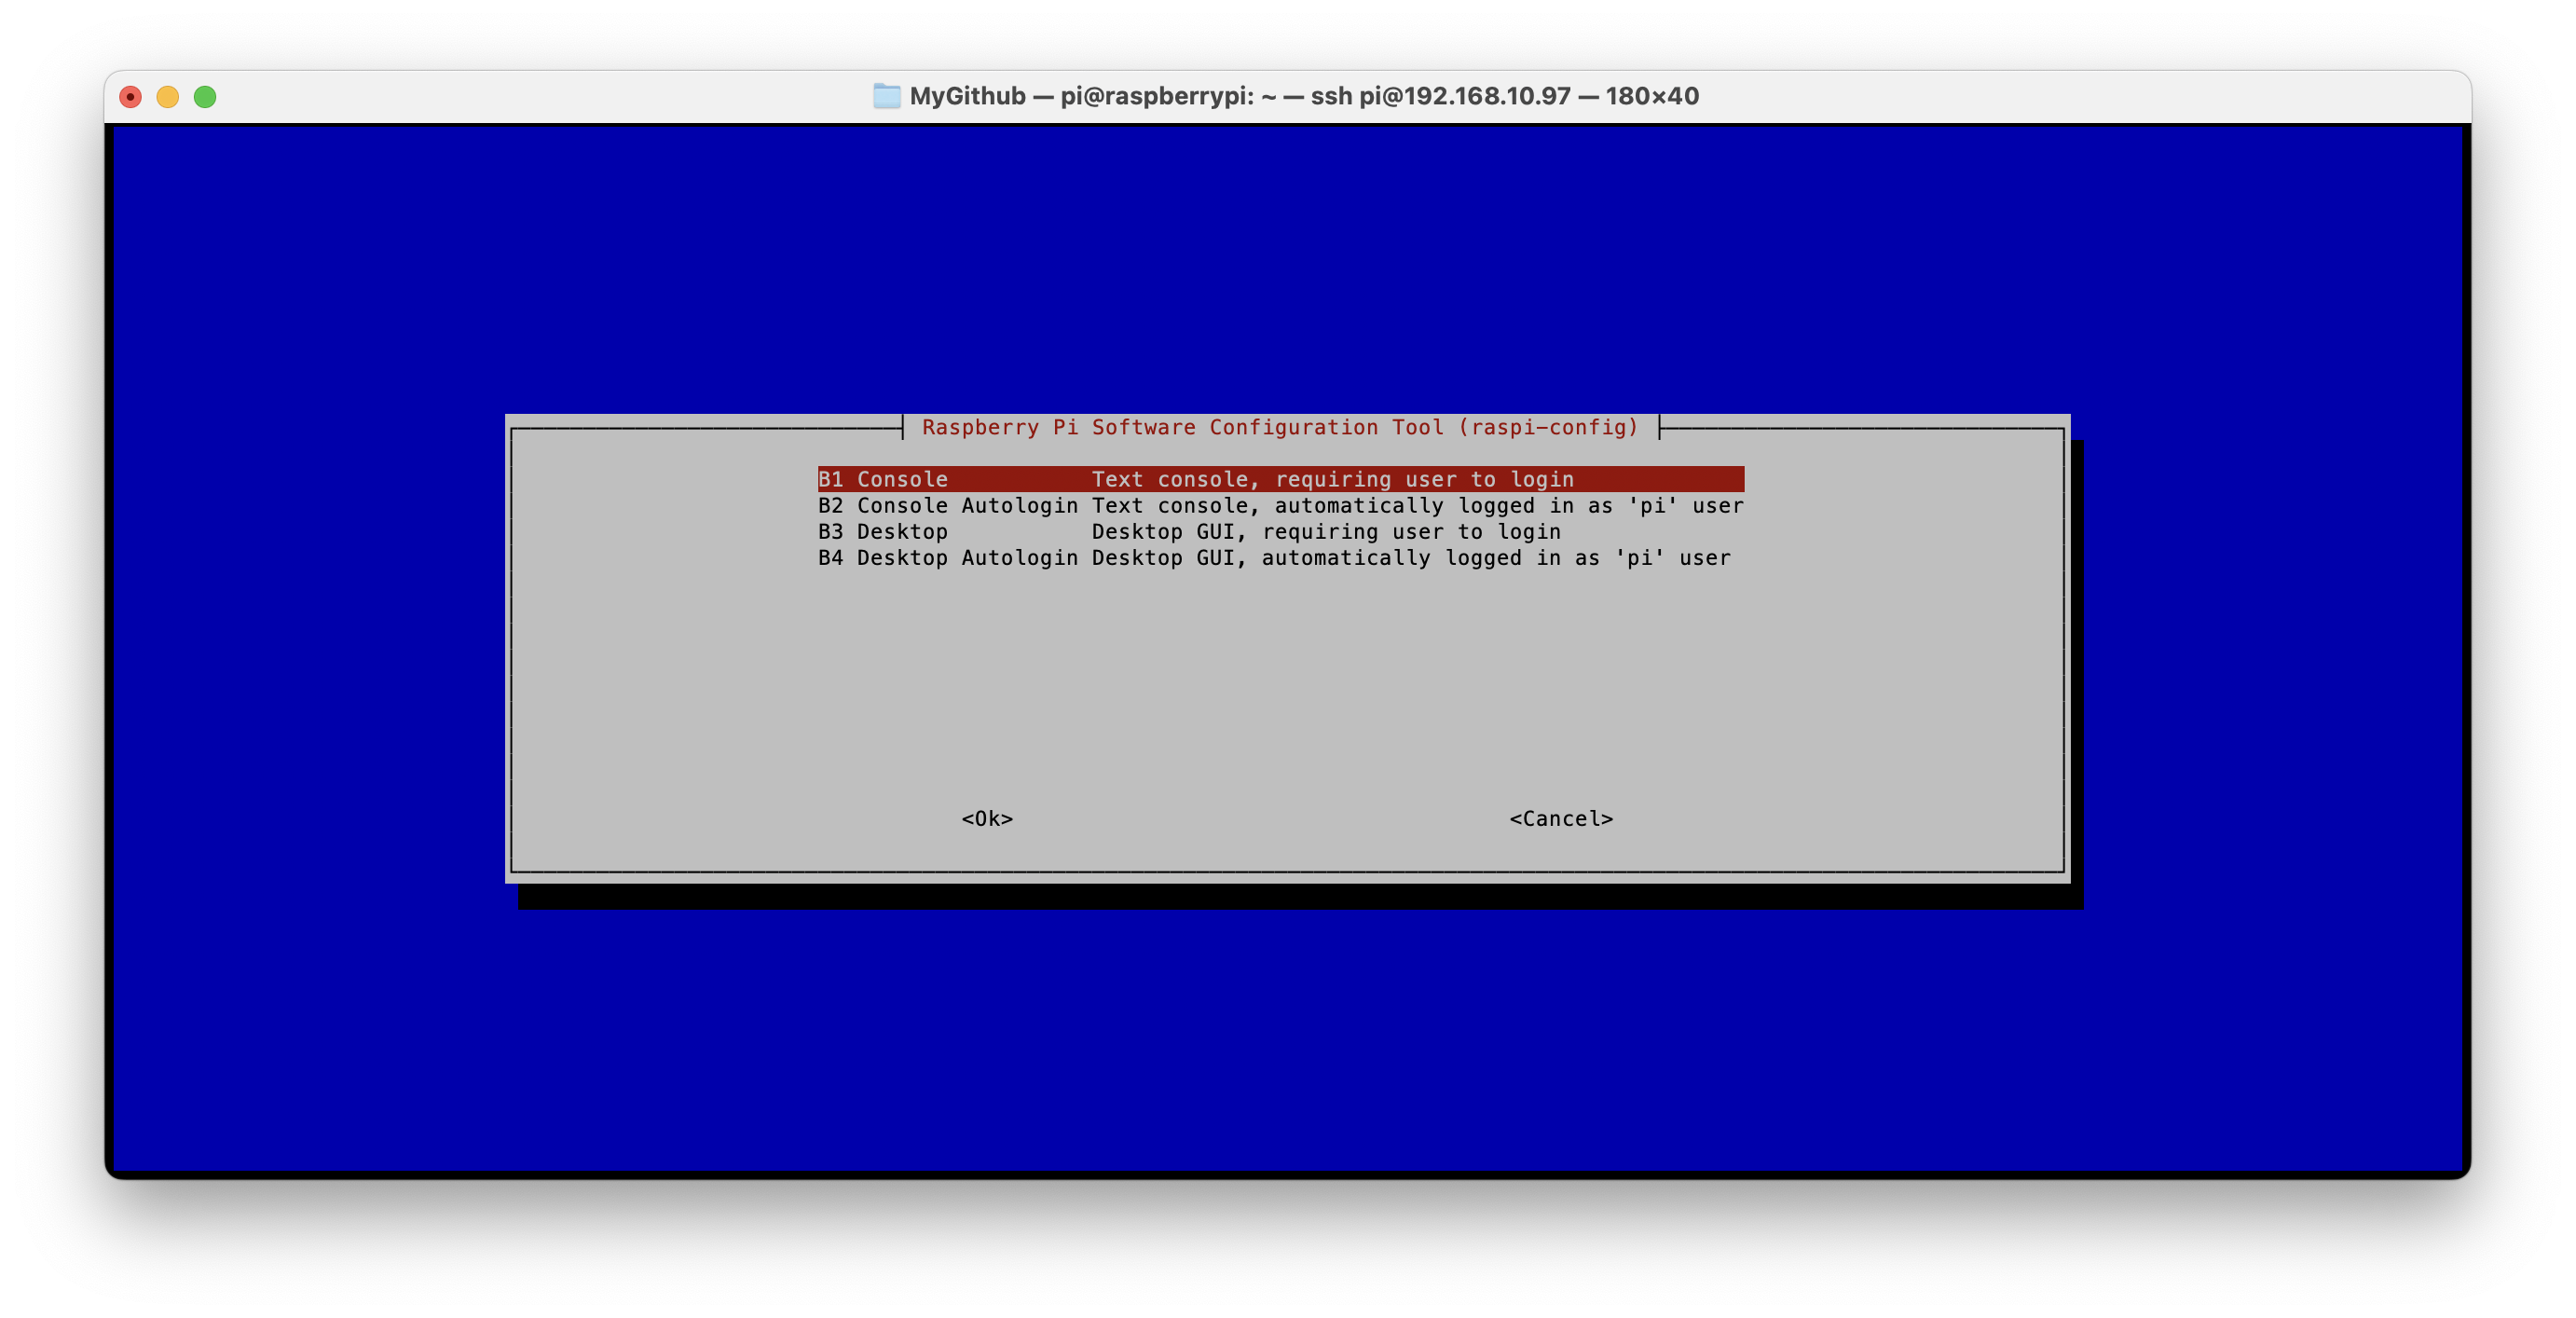 MyGithub — pi@raspberrypi: ~ — ssh pi@192.168.10.97 — 180×40
Raspberry Pi Software Configuration Tool (raspi-config)
B1 Console Text console, requiring user to login
B2 Console Autologin Text console, automatically logged in as 'pi' user
B3 Desktop Desktop GUI, requiring user to login
B4 Desktop Autologin Desktop GUI, automatically logged in as 'pi' user
<Ok> <Cancel>